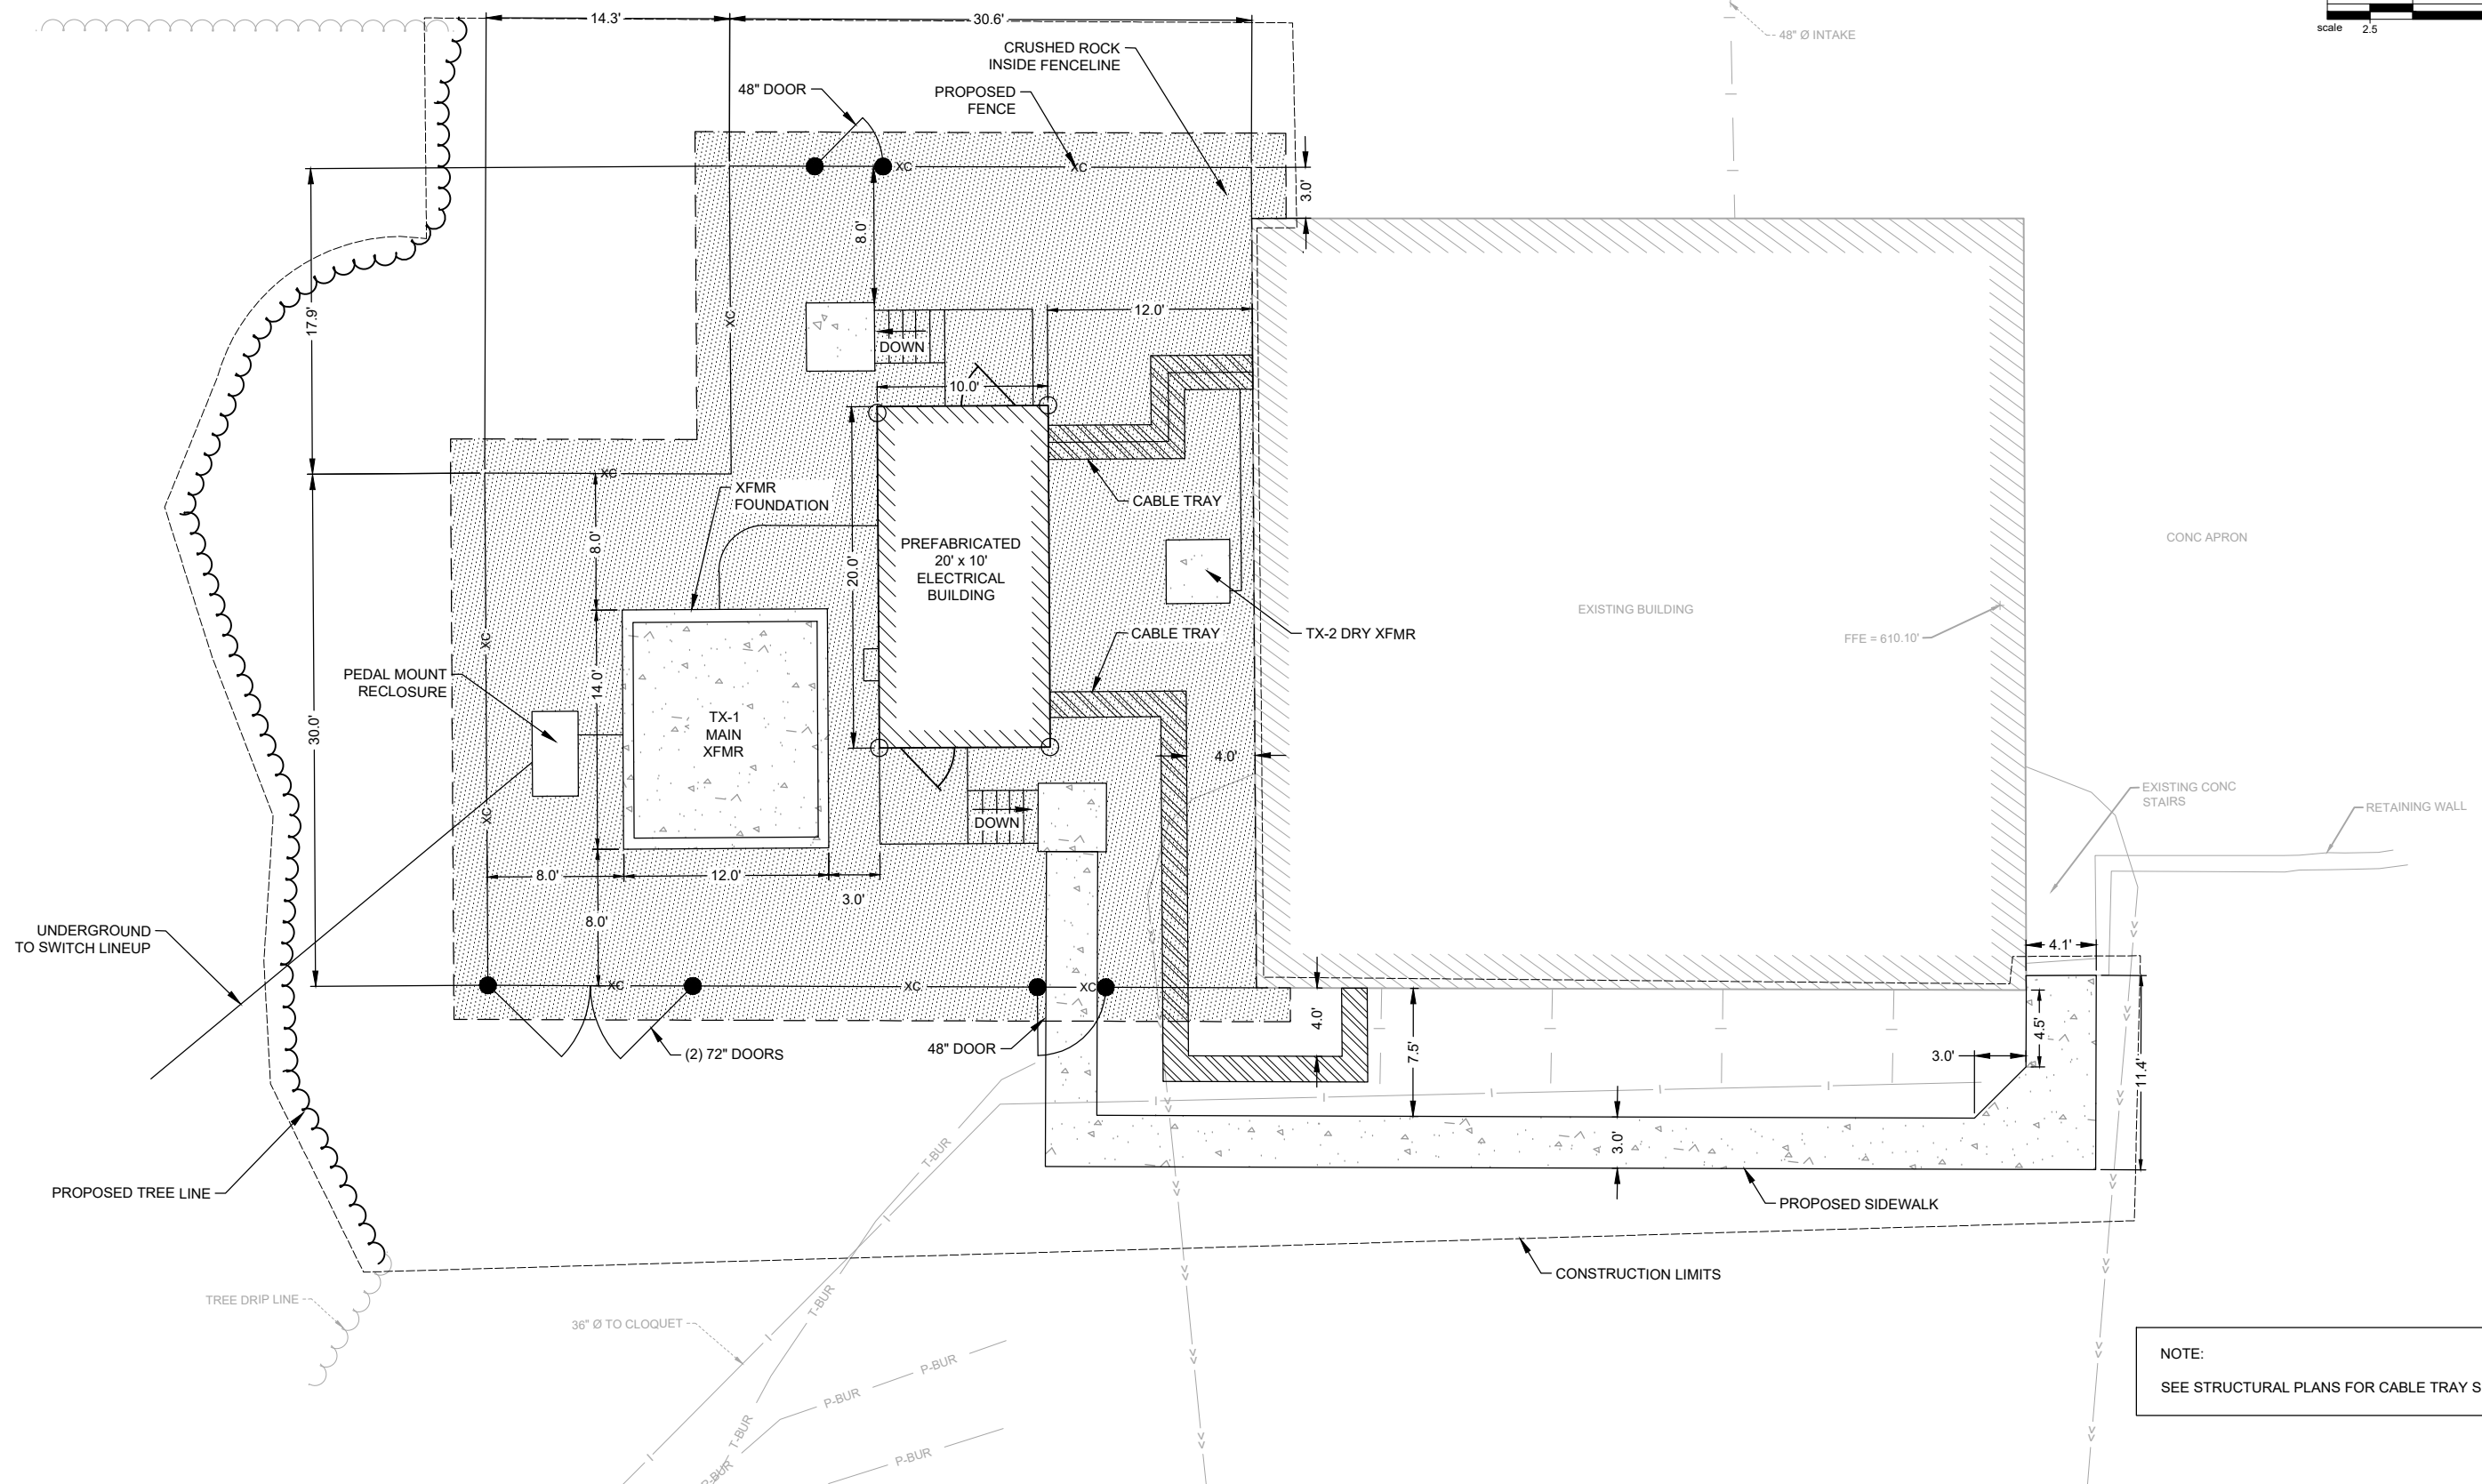 14.3'
30.6'
48" Ø INTAKE
scale
2.5
CRUSHED ROCK
INSIDE FENCELINE
48" DOOR
PROPOSED
FENCE
XC
XC
3.0'
8.0'
17.9'
XC
12.0'
DOWN
10.0'
XC
XFMR
FOUNDATION
CABLE TRAY
8.0'
20.0'
PREFABRICATED
20' x 10'
ELECTRICAL
BUILDING
CONC APRON
EXISTING BUILDING
FFE = 610.10'
XC
CABLE TRAY
TX-2 DRY XFMR
PEDAL MOUNT
RECLOSURE
14.0'
30.0'
TX-1
MAIN
XFMR
4.0'
XC
DOWN
EXISTING CONC
STAIRS
RETAINING WALL
8.0'
12.0'
3.0'
8.0'
UNDERGROUND
TO SWITCH LINEUP
4.1'
XC
XC
XC
4.0'
7.5'
4.5'
3.0'
11.4'
(2) 72" DOORS
48" DOOR
3.0'
T-BUR
PROPOSED TREE LINE
PROPOSED SIDEWALK
CONSTRUCTION LIMITS
TREE DRIP LINE
T-BUR
36" Ø TO CLOQUET
P-BUR
P-BUR
T-BUR
P-BUR
P-BUR
NOTE:
SEE STRUCTURAL PLANS FOR CABLE TRAY S